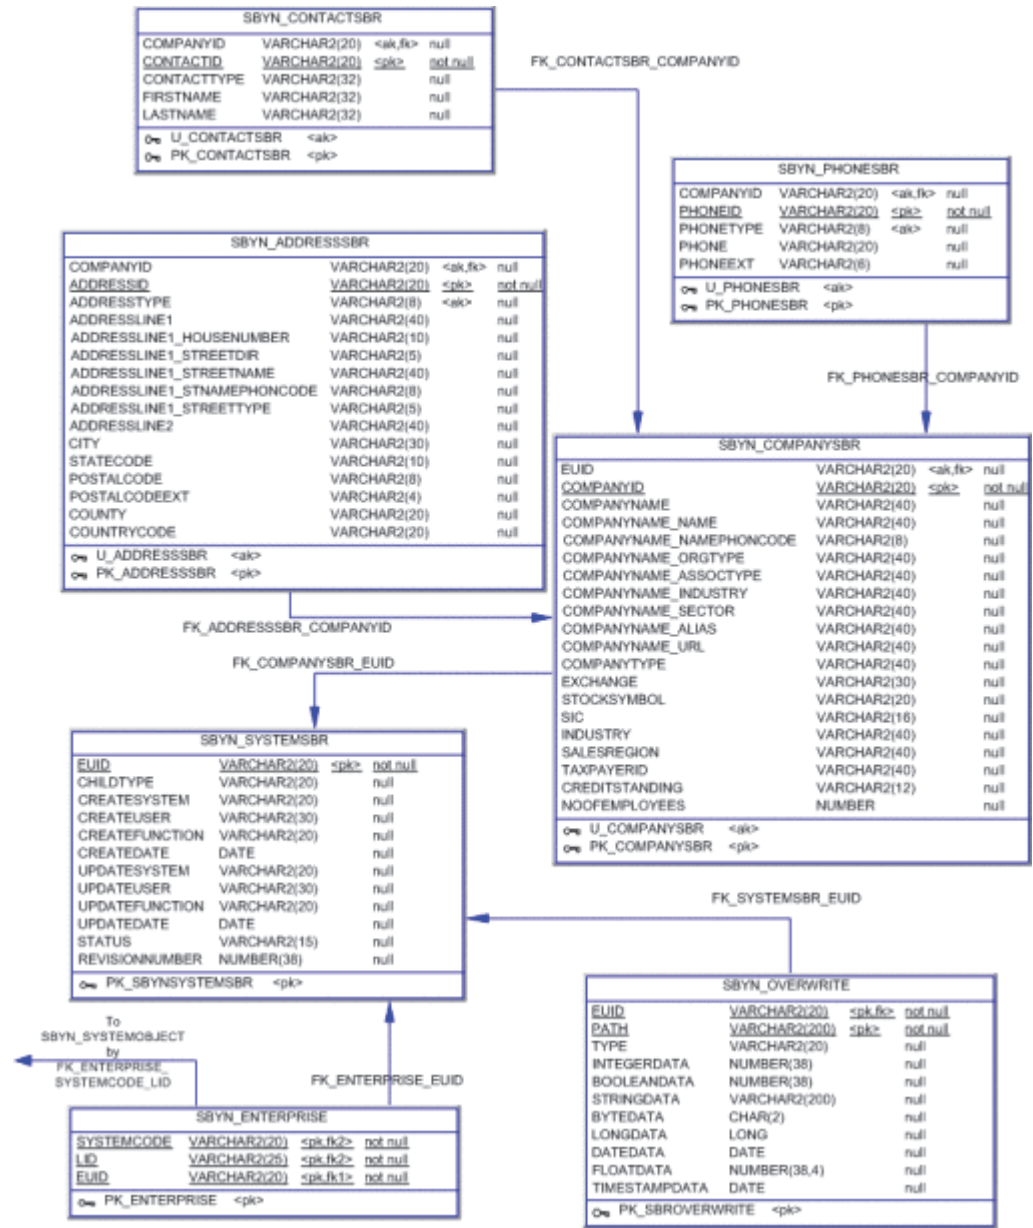 SBYN_CONTACTSBR
COMPANYID VARCHAR2(20) <ak,fk> null
CONTACTID VARCHAR2(20) <pk> not null
CONTACTTYPE VARCHAR2(32) null
FIRSTNAME VARCHAR2(32) null
LASTNAME VARCHAR2(32) null
U_CONTACTSBR <ak>
PK_CONTACTSBR <pk>
FK_CONTACTSBR_COMPANYID
SBYN_PHONESBR
COMPANYID VARCHAR2(20) <ak,fk> null
PHONEID VARCHAR2(20) <pk> not null
PHONETYPE VARCHAR2(8) <ak> null
PHONE VARCHAR2(20) null
PHONEEXT VARCHAR2(6) null
U_PHONESBR <ak>
PK_PHONESBR <pk>
FK_PHONESBR_COMPANYID
SBYN_ADDRESSSBR
COMPANYID VARCHAR2(20) <ak,fk> null
ADDRESSID VARCHAR2(20) <pk> not null
ADDRESSTYPE VARCHAR2(8) <ak> null
ADDRESSLINE1 VARCHAR2(40) null
ADDRESSLINE1_HOUSENUMBER VARCHAR2(10) null
ADDRESSLINE1_STREETDIR VARCHAR2(5) null
ADDRESSLINE1_STREETNAME VARCHAR2(40) null
ADDRESSLINE1_STNAMEPHONCODE VARCHAR2(8) null
ADDRESSLINE1_STREETTYPE VARCHAR2(5) null
ADDRESSLINE2 VARCHAR2(40) null
CITY VARCHAR2(30) null
STATECODE VARCHAR2(10) null
POSTALCODE VARCHAR2(8) null
POSTALCODEEXT VARCHAR2(4) null
COUNTY VARCHAR2(20) null
COUNTRYCODE VARCHAR2(20) null
U_ADDRESSSBR <ak>
PK_ADDRESSSBR <pk>
FK_ADDRESSSBR_COMPANYID
SBYN_COMPANYSBR
EUID VARCHAR2(20) <ak,fk> null
COMPANYID VARCHAR2(20) <pk> not null
COMPANYNAME VARCHAR2(40) null
COMPANYNAME_NAME VARCHAR2(40) null
COMPANYNAME_NAMEPHONCODE VARCHAR2(8) null
COMPANYNAME_ORGTYPE VARCHAR2(40) null
COMPANYNAME_ASSOCTYPE VARCHAR2(40) null
COMPANYNAME_INDUSTRY VARCHAR2(40) null
COMPANYNAME_SECTOR VARCHAR2(40) null
COMPANYNAME_ALIAS VARCHAR2(40) null
COMPANYNAME_URL VARCHAR2(40) null
COMPANYTYPE VARCHAR2(40) null
EXCHANGE VARCHAR2(30) null
STOCKSYMBOL VARCHAR2(20) null
SIC VARCHAR2(16) null
INDUSTRY VARCHAR2(40) null
SALESREGION VARCHAR2(40) null
TAXPAYERID VARCHAR2(40) null
CREDITSTANDING VARCHAR2(12) null
NOOFEMPLOYEES NUMBER null
U_COMPANYSBR <ak>
PK_COMPANYSBR <pk>
FK_COMPANYSBR_EUID
SBYN_SYSTEMSBR
EUID VARCHAR2(20) <pk> not null
CHILDTYPE VARCHAR2(20) null
CREATESYSTEM VARCHAR2(20) null
CREATEUSER VARCHAR2(30) null
CREATEFUNCTION VARCHAR2(20) null
CREATEDATE DATE null
UPDATESYSTEM VARCHAR2(20) null
UPDATEUSER VARCHAR2(30) null
UPDATEFUNCTION VARCHAR2(20) null
UPDATEDATE DATE null
STATUS VARCHAR2(15) null
REVISIONNUMBER NUMBER(38) null
PK_SBYNSYSTEMSBR <pk>
FK_SYSTEMSBR_EUID
SBYN_OVERWRITE
EUID VARCHAR2(20) <pk,fk> not null
PATH VARCHAR2(200) <pk> not null
TYPE VARCHAR2(20) null
INTEGERDATA NUMBER(38) null
BOOLEANDATA NUMBER(38) null
STRINGDATA VARCHAR2(200) null
BYTEDATA CHAR(2) null
LONGDATA LONG null
DATEDATA DATE null
FLOATDATA NUMBER(38,4) null
TIMESTAMPDATA DATE null
PK_SBROVERWRITE <pk>
To
SBYN_SYSTEMOBJECT
by
FK_ENTERPRISE_
SYSTEMCODE_LID
FK_ENTERPRISE_EUID
SBYN_ENTERPRISE
SYSTEMCODE VARCHAR2(20) <pk,fk2> not null
LID VARCHAR2(25) <pk,fk2> not null
EUID VARCHAR2(20) <pk,fk1> not null
PK_ENTERPRISE <pk>